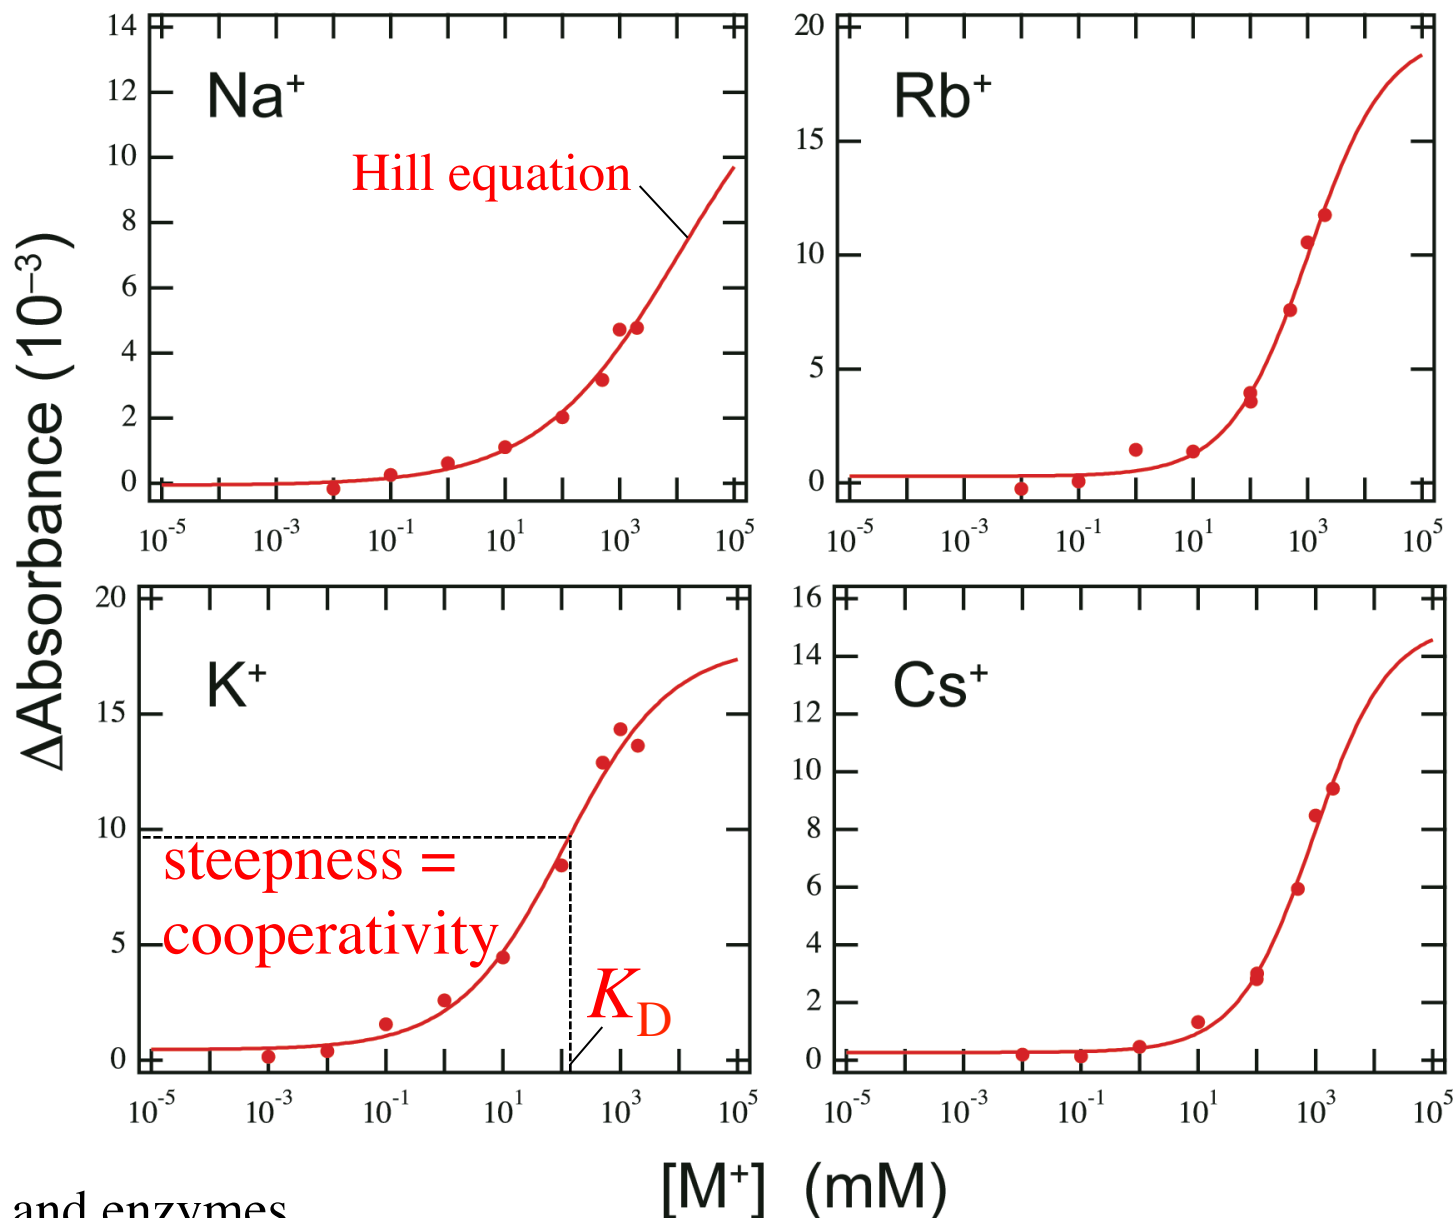 ΔAbsorbance (10⁻³)
14
12
10
8
6
4
2
0
Na⁺
Hill equation
10⁻⁵ 10⁻³ 10⁻¹ 10¹ 10³ 10⁵
20
15
10
5
0
Rb⁺
10⁻⁵ 10⁻³ 10⁻¹ 10¹ 10³ 10⁵
20
15
10
5
0
K⁺
steepness =
cooperativity
K_D
10⁻⁵ 10⁻³ 10⁻¹ 10¹ 10³ 10⁵
16
14
12
10
8
6
4
2
0
Cs⁺
10⁻⁵ 10⁻³ 10⁻¹ 10¹ 10³ 10⁵
[M⁺] (mM)
and enzymes